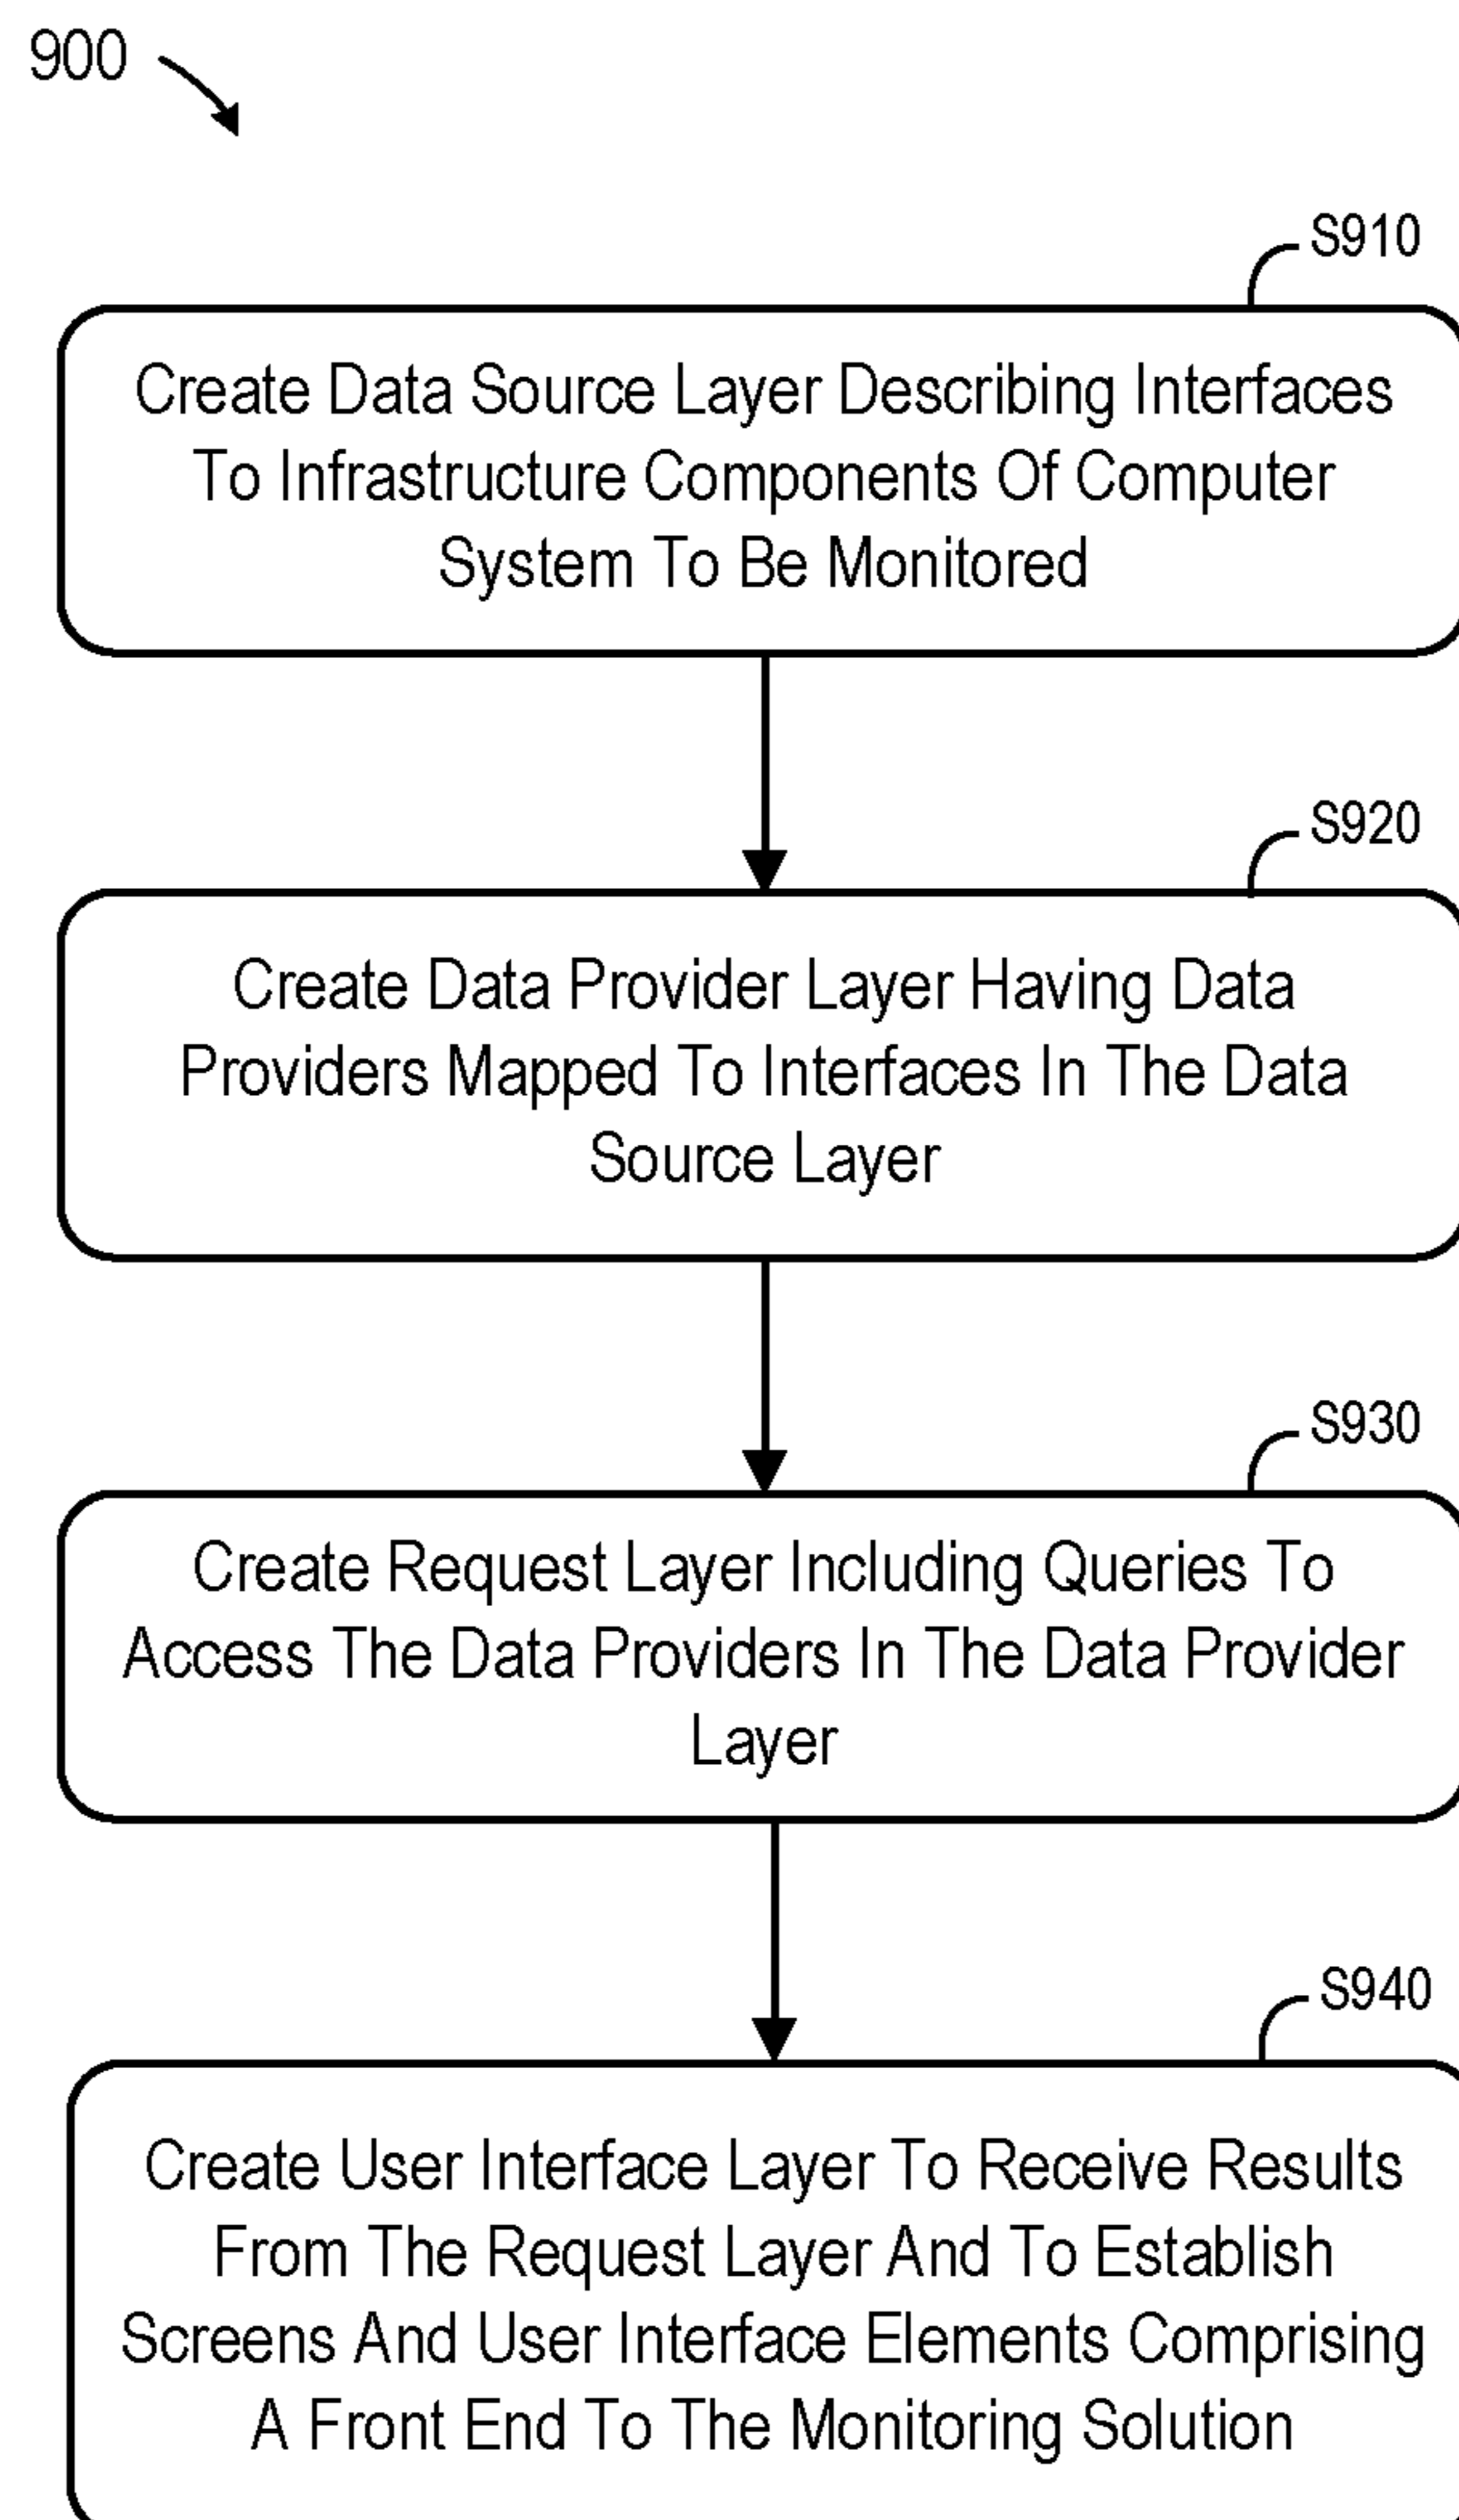 900
S910
Create Data Source Layer Describing Interfaces
To Infrastructure Components Of Computer
System To Be Monitored
S920
Create Data Provider Layer Having Data
Providers Mapped To Interfaces In The Data
Source Layer
S930
Create Request Layer Including Queries To
Access The Data Providers In The Data Provider
Layer
S940
Create User Interface Layer To Receive Results
From The Request Layer And To Establish
Screens And User Interface Elements Comprising
A Front End To The Monitoring Solution